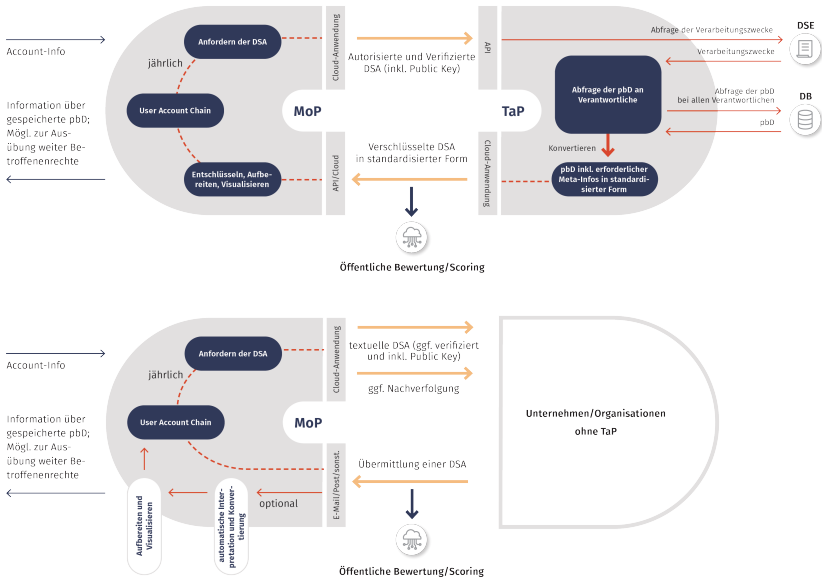 Account-Info
Information über
gespeicherte pbD;
Mögl. zur Aus-
übung weiter Be-
troffenenrechte
Anfordern der DSA
jährlich
User Account Chain
Entschlüsseln, Aufbe-
reiten, Visualisieren
MoP
Cloud-Anwendung
API/Cloud
Autorisierte und Verifizierte
DSA (inkl. Public Key)
Verschlüsselte DSA
in standardisierter Form
Öffentliche Bewertung/Scoring
API
TaP
Cloud-Anwendung
Abfrage der pbD an
Verantwortliche
Konvertieren
pbD inkl. erforderlicher
Meta-Infos in standardi-
sierter Form
Abfrage der Verarbeitungszwecke
Verarbeitungszwecke
DSE
Abfrage der pbD
bei allen Verantwortlichen
pbD
DB
Account-Info
Information über
gespeicherte pbD;
Mögl. zur Aus-
übung weiter Be-
troffenenrechte
Anfordern der DSA
jährlich
User Account Chain
MoP
Cloud-Anwendung
E-Mail/Post/sonst.
Aufbereiten und
Visualisieren
automatische Inter-
pretation und Konver-
tierung
optional
textuelle DSA (ggf. verifiziert
und inkl. Public Key)
ggf. Nachverfolgung
Übermittlung einer DSA
Öffentliche Bewertung/Scoring
Unternehmen/Organisationen
ohne TaP